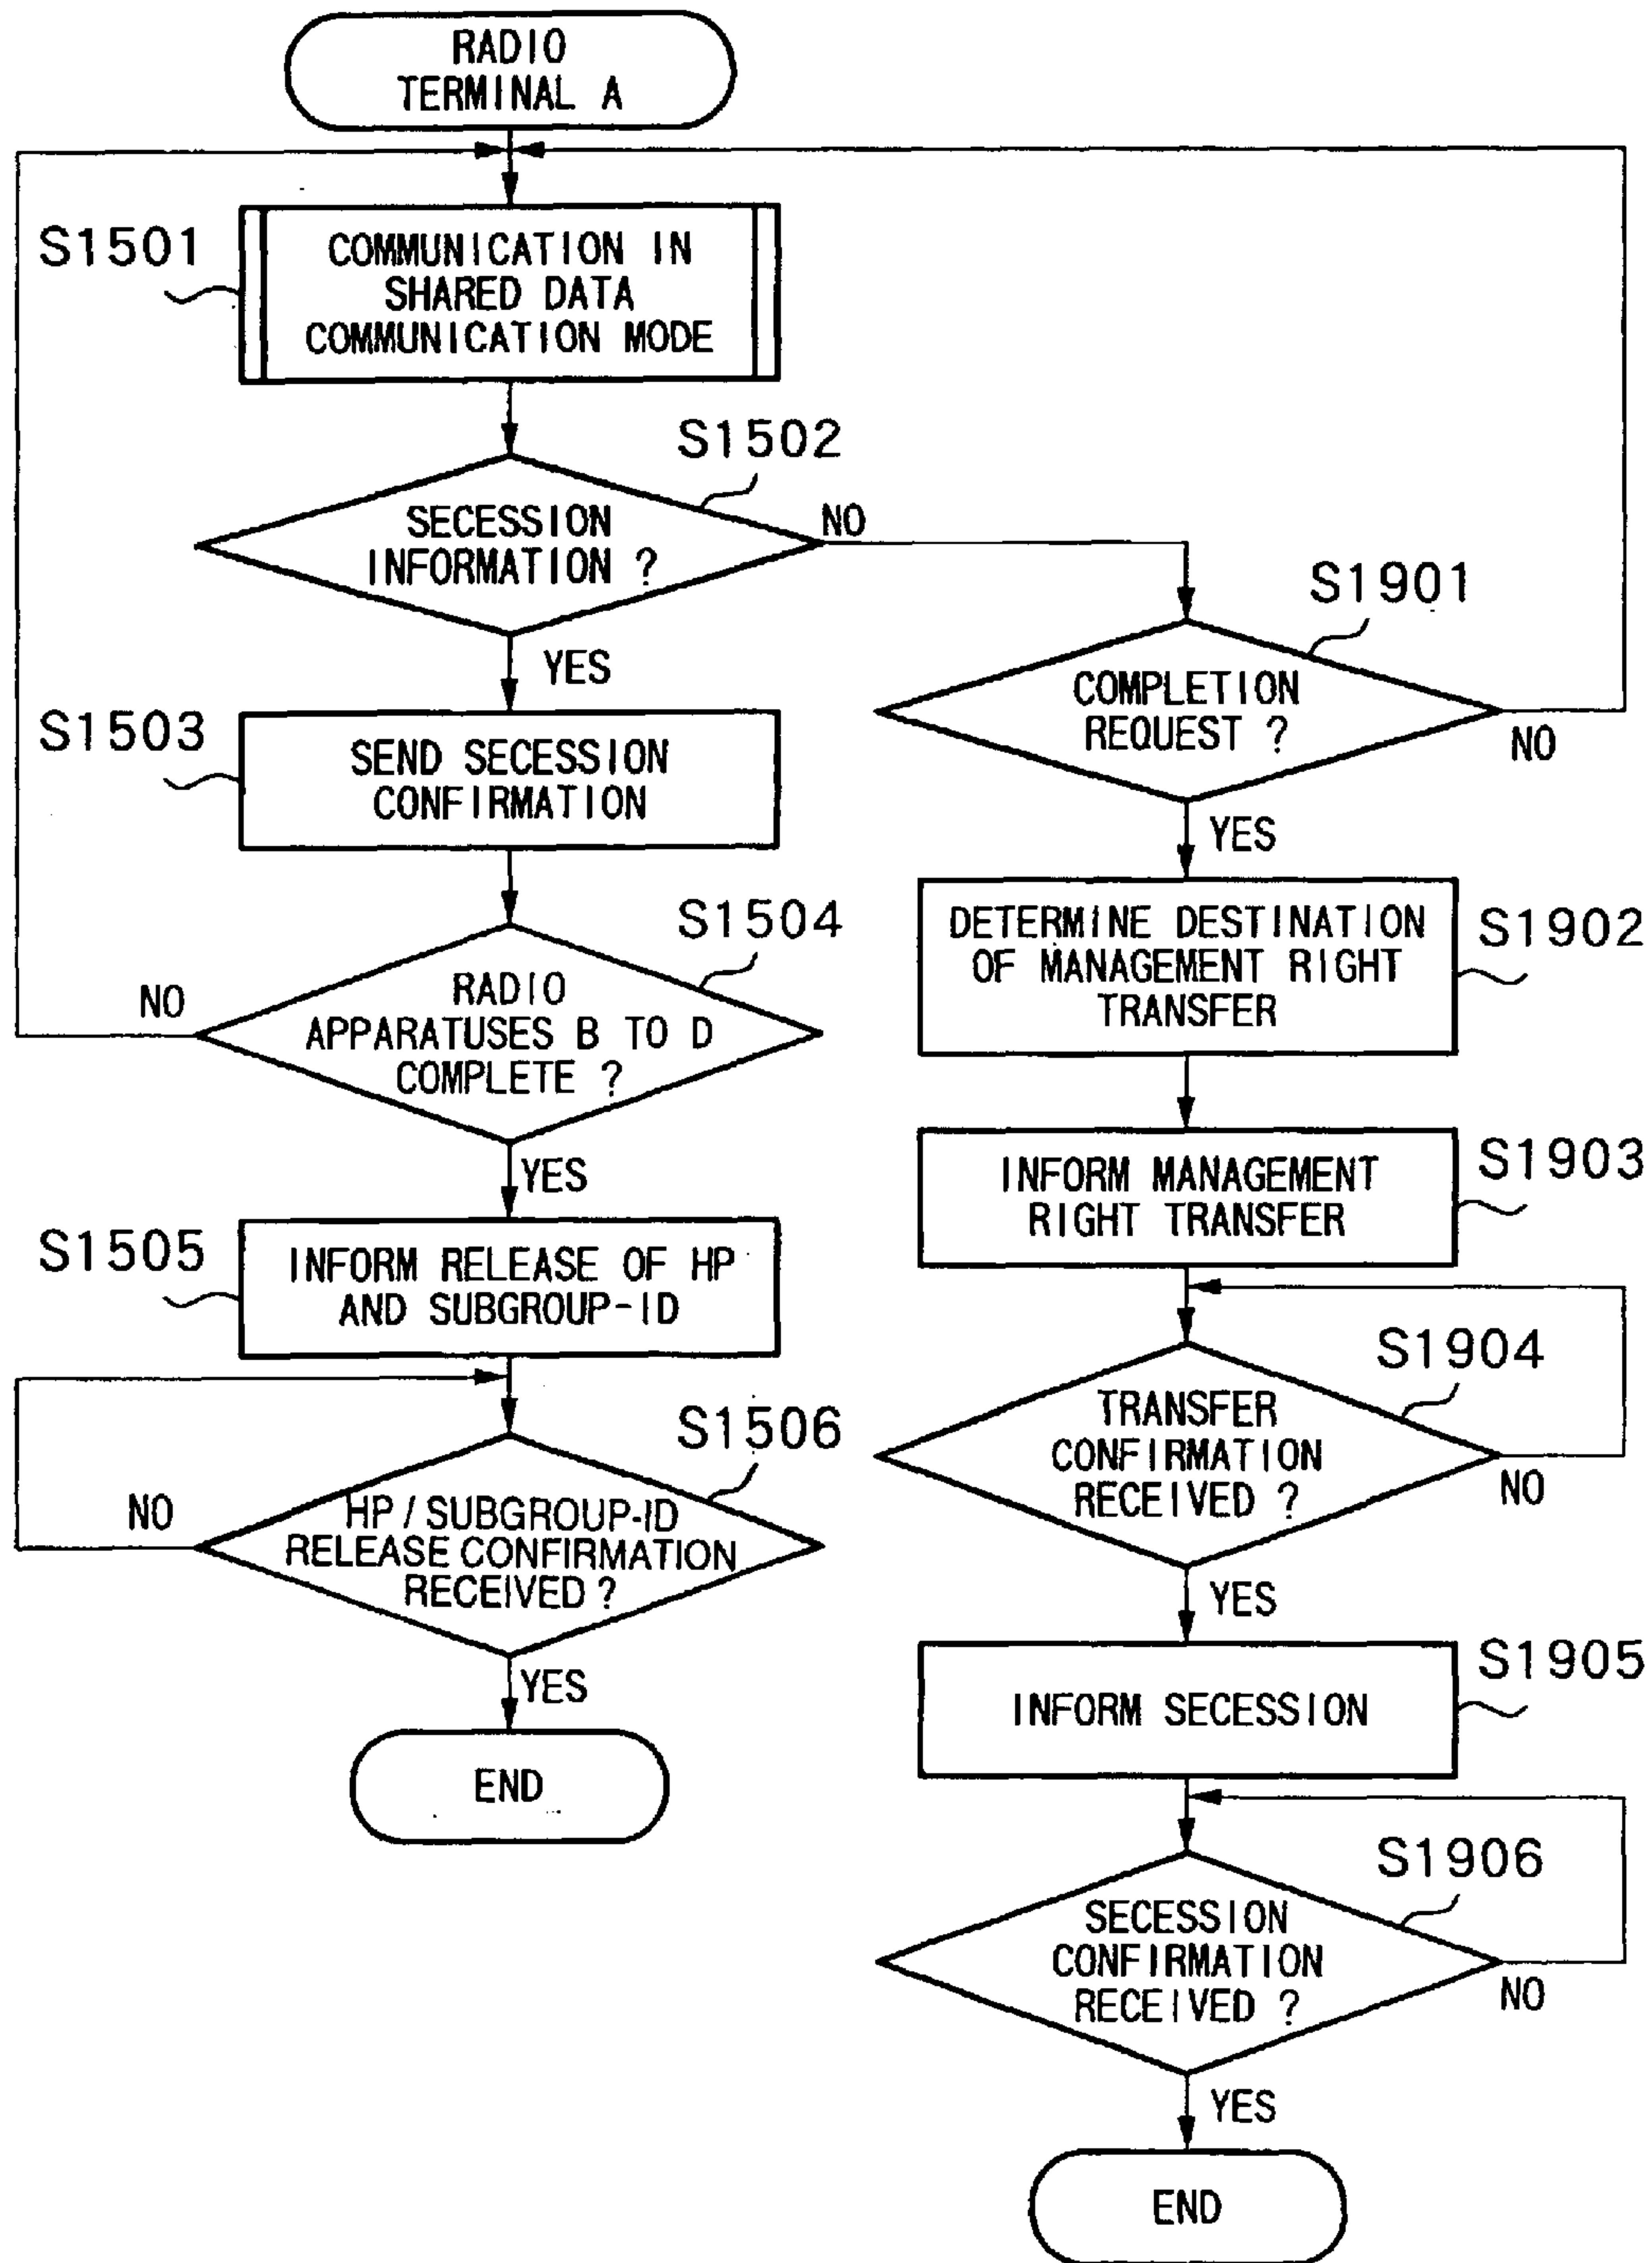 RADIO
TERMINAL A
S1501
COMMUNICATION IN
SHARED DATA
COMMUNICATION MODE
S1502
SECESSION
INFORMATION ?
NO
YES
S1503
SEND SECESSION
CONFIRMATION
S1504
RADIO
APPARATUSES B TO D
COMPLETE ?
NO
YES
S1505
INFORM RELEASE OF HP
AND SUBGROUP-ID
S1506
HP / SUBGROUP-ID
RELEASE CONFIRMATION
RECEIVED ?
NO
YES
END
S1901
COMPLETION
REQUEST ?
NO
YES
DETERMINE DESTINATION
OF MANAGEMENT RIGHT
TRANSFER
S1902
INFORM MANAGEMENT
RIGHT TRANSFER
S1903
S1904
TRANSFER
CONFIRMATION
RECEIVED ?
NO
YES
INFORM SECESSION
S1905
S1906
SECESSION
CONFIRMATION
RECEIVED ?
NO
YES
END